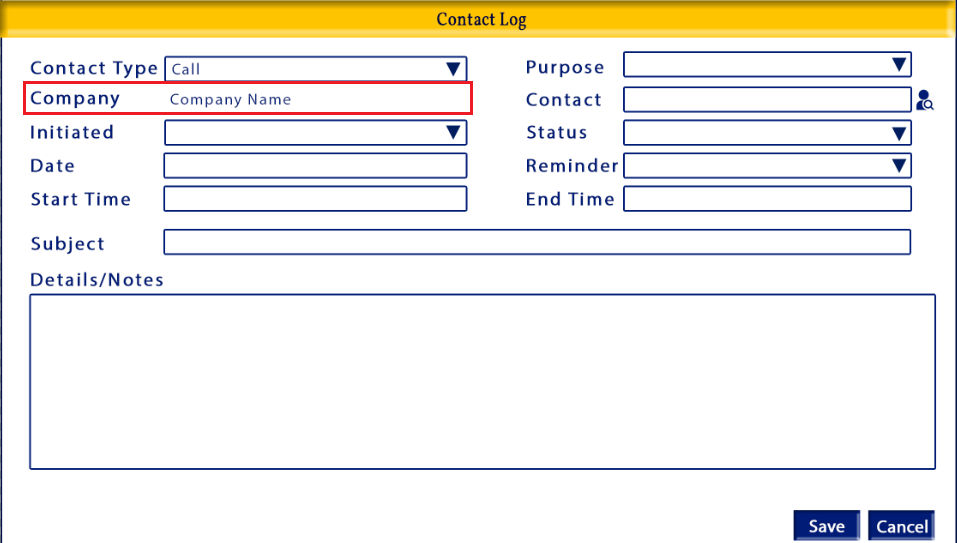 Contact Log
Contact Type Call Purpose
Company Company Name Contact
Initiated Status
Date Reminder
Start Time End Time
Subject
Details/Notes
Save Cancel